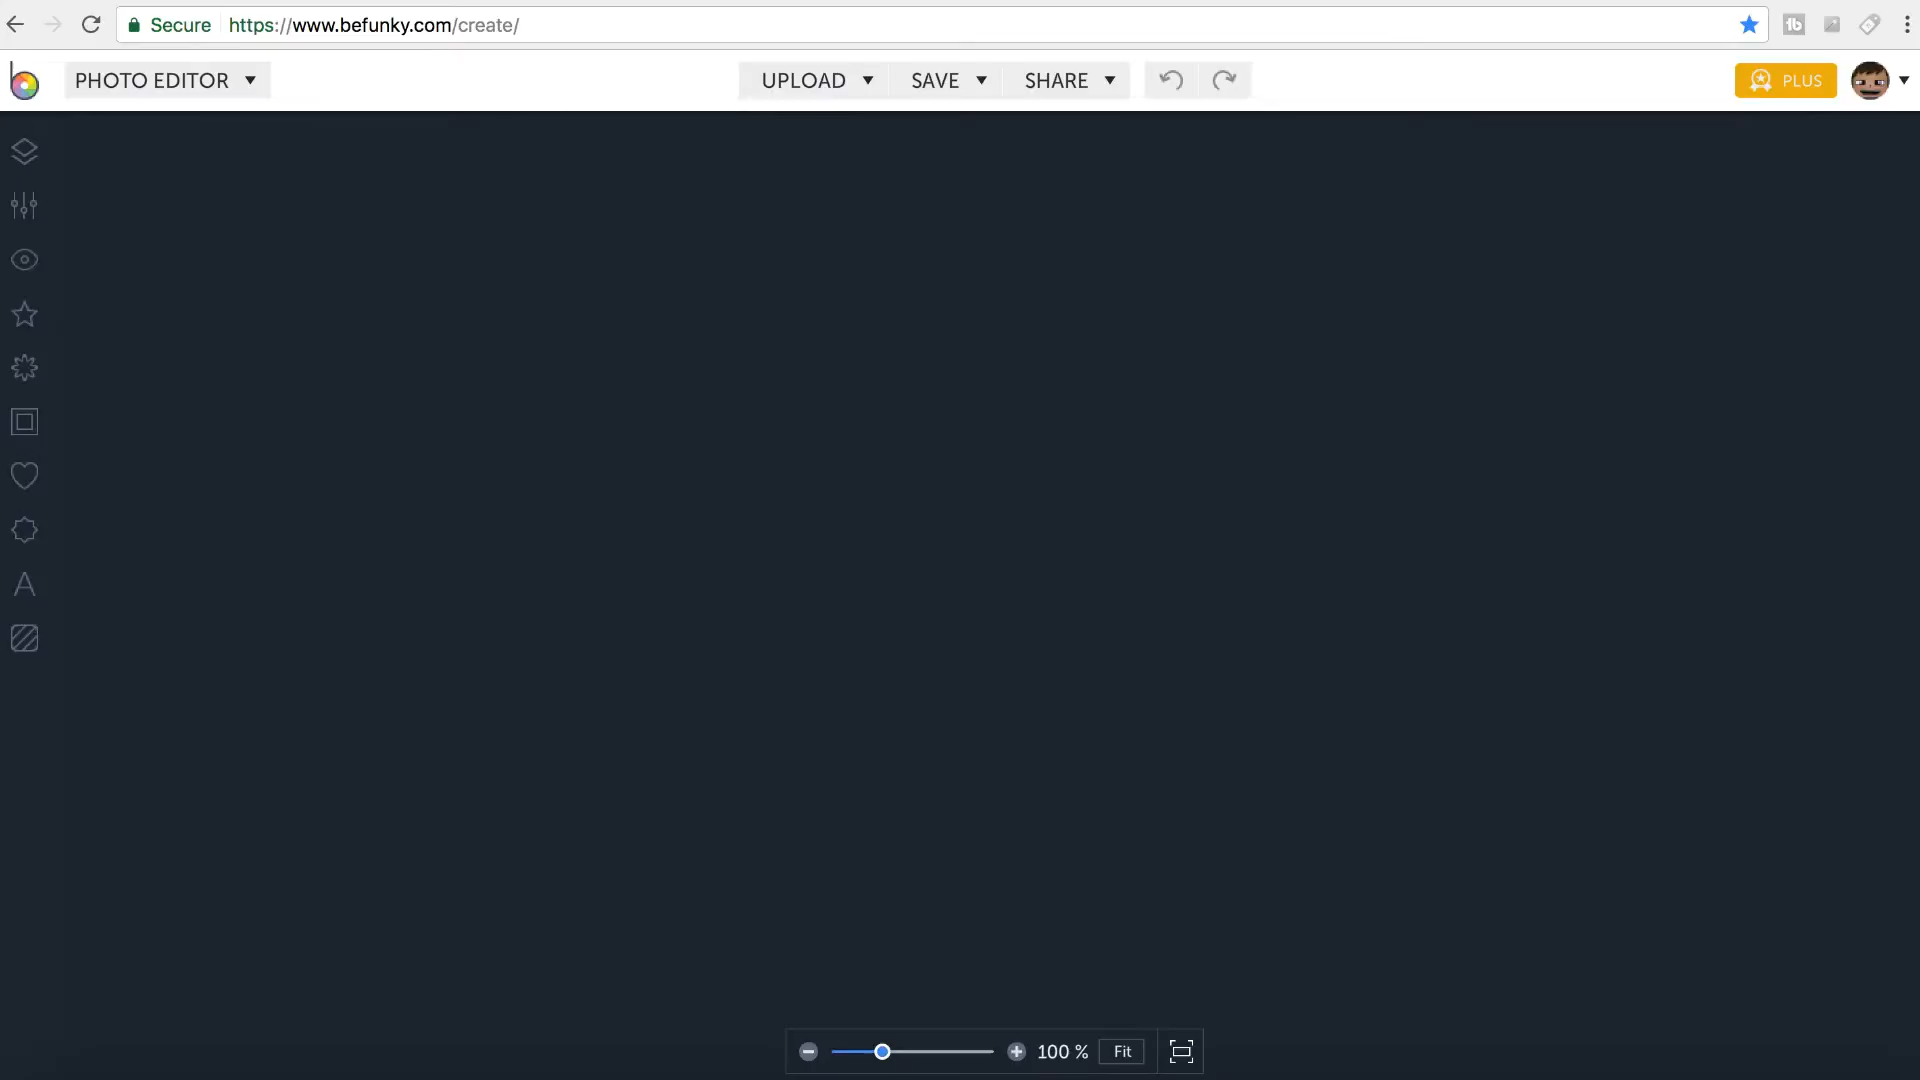 Secure https://www.befunky.com/create/
PHOTO EDITOR UPLOAD SAVE SHARE PLUS
100 % Fit